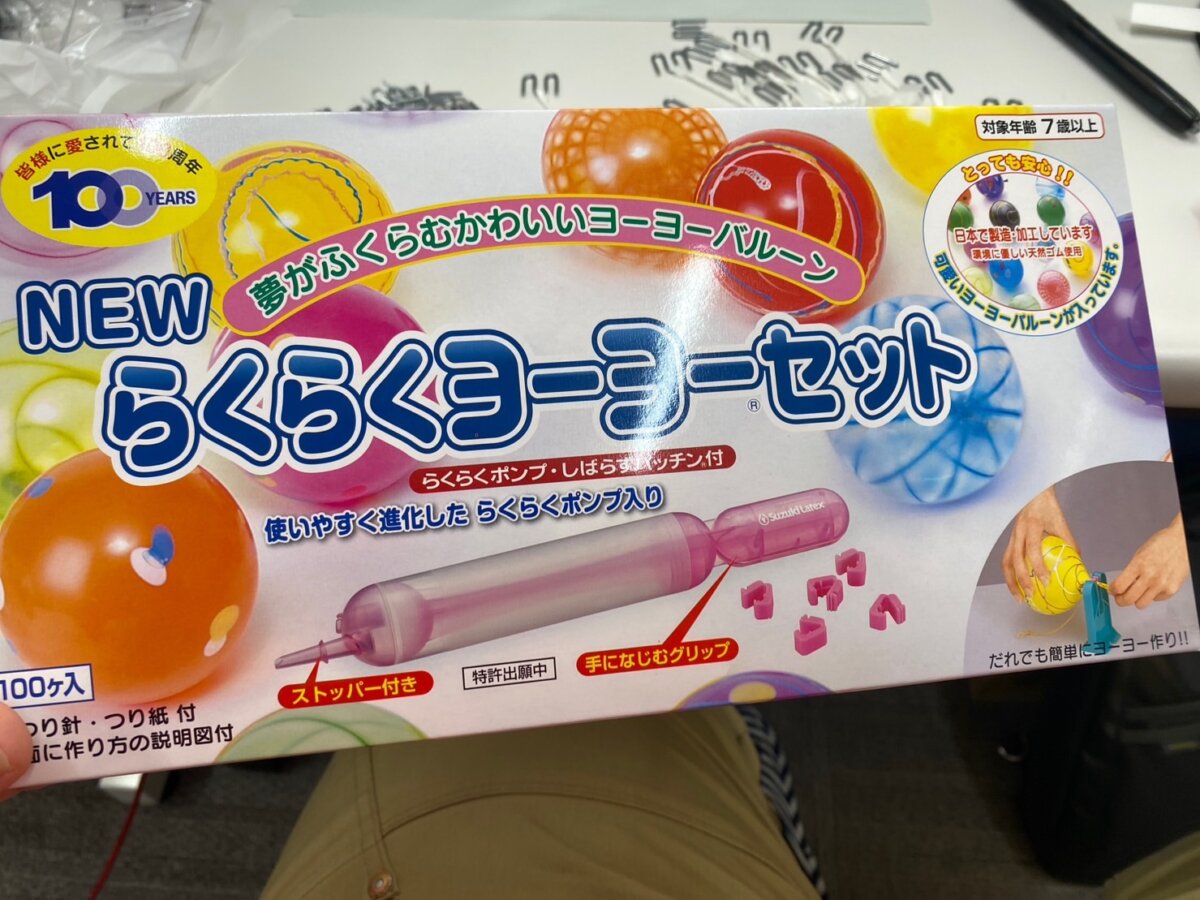 皆様に愛されて 周年
100 YEARS
対象年齢 7歳以上
とっても安心!!
日本で製造・加工しています
環境に優しい天然ゴム使用
可愛いヨーヨーバルーンが入っています。
夢がふくらむかわいいヨーヨーバルーン
NEW
らくらくヨーヨー®セット
らくらくポンプ・しばらずパッチン®付
使いやすく進化した らくらくポンプ入り
Suzuki Latex
ストッパー付き
特許出願中
手になじむグリップ
だれでも簡単にヨーヨー作り!!
100ヶ入
つり針・つり紙 付
面に作り方の説明図付